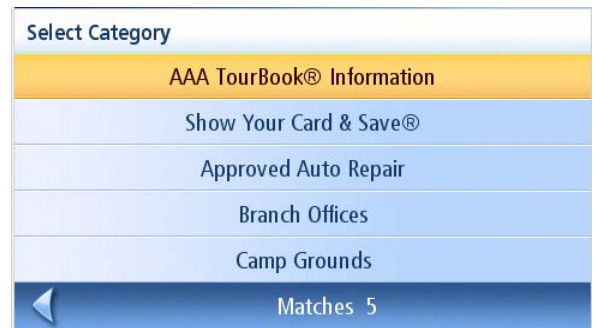 Select Category
AAA TourBook® Information
Show Your Card & Save®
Approved Auto Repair
Branch Offices
Camp Grounds
Matches 5